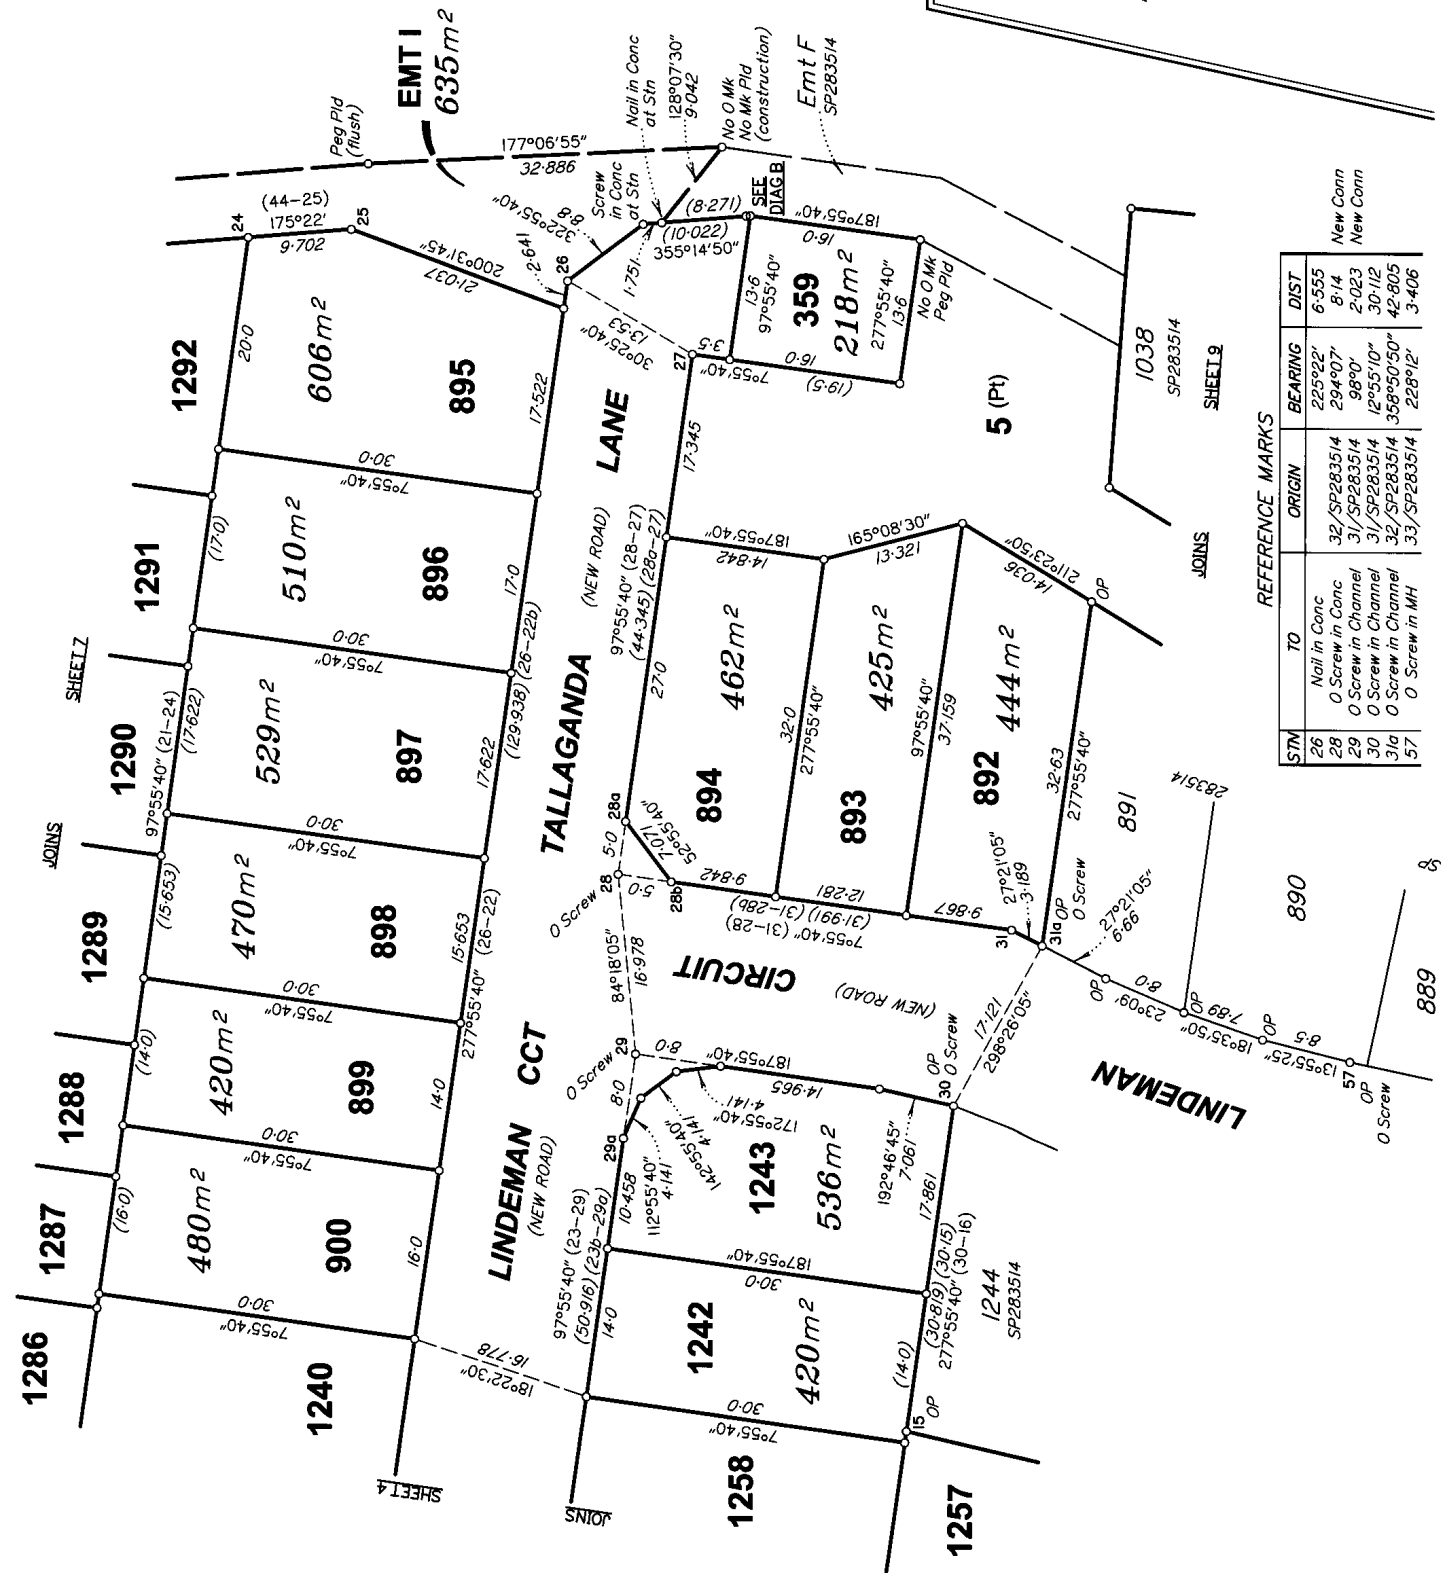 EMT I
635m²
Peg Pld
(flush)
177°06'55"
32·886
Nail in Conc
at Stn
128°07'30"
9·042
No O Mk
No Mk Pld
(construction)
Emt F
SP283514
Screw
in Conc
at Stn
322°55'40"
8·8
1·751
(8·271)
(10·022)
355°14'50"
SEE
DIAG B
24
(44-25)
175°22'
9·702
25
200°31'45"
21·037
2·641
26
30°25'40"
13·53
27
3·5
7°55'40"
16·0
(19·5)
13·6
97°55'40"
359
218m²
187°55'40"
16·0
277°55'40"
13·6
No O Mk
Peg Pld
1292
20·0
606m²
895
17·522
30·0
7°55'40"
1291
(17·0)
510m²
896
17·0
30·0
7°55'40"
SHEET 7
1290
97°55'40" (21-24)
(17·622)
529m²
897
17·622
(129·938) (26-22b)
30·0
7°55'40"
JOINS
1289
(15·653)
470m²
898
15·653
277°55'40" (26-22)
30·0
7°55'40"
1288
(14·0)
420m²
899
14·0
30·0
7°55'40"
1287
(16·0)
480m²
900
16·0
30·0
7°55'40"
1286
1240
SHEET 4
18°22'30"
16·778
TALLAGANDA LANE
(NEW ROAD)
LINDEMAN CCT
(NEW ROAD)
97°55'40" (28-27)
(44·345) (28a-27)
17·345
27·0
28a
5·0
28
O Screw
5·0
28b
52°55'40"
7·071
84°18'05"
16·978
894
462m²
187°55'40"
14·842
9·842
32·0
277°55'40"
893
425m²
165°08'30"
13·321
12·281
7°55'40" (31-28)
(31·991) (31-28b)
97°55'40"
37·159
892
444m²
211°23'50"
14·036
OP
9·867
31
27°21'05"
3·189
31a OP
O Screw
32·63
277°55'40"
5 (Pt)
1038
SP283514
SHEET 9
JOINS
891
27°21'05"
6·66
OP
8·0
23°09'
OP
283514
890
7·89
18°35'50"
OP
8·5
13°55'25"
57
OP
O Screw
889
CIRCUIT
(NEW ROAD)
LINDEMAN
17·121
298°26'05"
29
O Screw
8·0
8·0
29a
112°55'40"
4·141
142°55'40"
4·141
172°55'40"
4·141
187°55'40"
14·965
192°46'45"
7·061
30
OP
O Screw
1243
536m²
10·458
97°55'40" (23-29)
(50·916) (23b-29a)
187°55'40"
30·0
17·861
(30·819) (30-15)
277°55'40" (30-16)
1244
SP283514
1242
420m²
14·0
(14·0)
15
OP
30·0
7°55'40"
JOINS
1258
1257
REFERENCE MARKS
STN TO ORIGIN BEARING DIST
26 Nail in Conc 225°22' 6·555 New Conn
28 O Screw in Conc 32/SP283514 294°07' 8·14 New Conn
29 O Screw in Channel 31/SP283514 98°0' 2·023
30 O Screw in Channel 31/SP283514 12°55'10" 30·112
31a O Screw in Channel 32/SP283514 358°50'50" 42·805
57 O Screw in MH 33/SP283514 228°12' 3·406